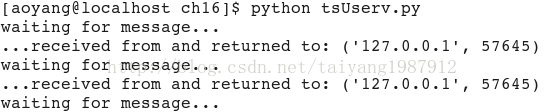 [aoyang@localhost ch16]$ python tsUserv.py
waiting for message...
...received from and returned to: ('127.0.0.1', 57645)
waiting for message...
http://blog.csdn.net/taiyang1987912
...received from and returned to: ('127.0.0.1', 57645)
waiting for message...